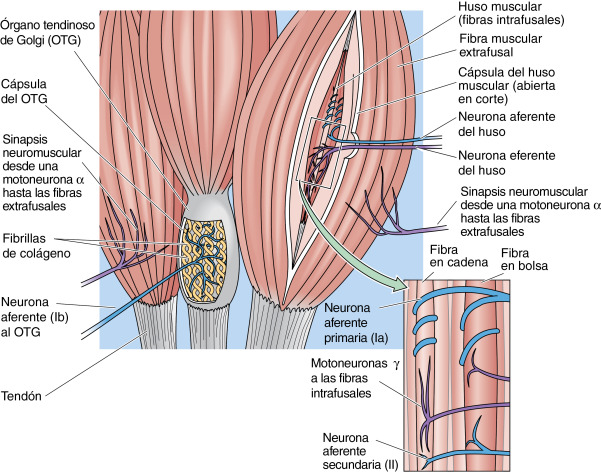 Órgano tendinoso
de Golgi (OTG)
Cápsula
del OTG
Sinapsis
neuromuscular
desde una
motoneurona α
hasta las fibras
extrafusales
Fibrillas
de colágeno
Neurona
aferente (Ib)
al OTG
Tendón
Huso muscular
(fibras intrafusales)
Fibra muscular
extrafusal
Cápsula del huso
muscular (abierta
en corte)
Neurona aferente
del huso
Neurona eferente
del huso
Sinapsis neuromuscular
desde una motoneurona α
hasta las fibras
extrafusales
Fibra
en cadena
Fibra
en bolsa
Neurona
aferente
primaria (Ia)
Motoneuronas γ
a las fibras
intrafusales
Neurona
aferente
secundaria (II)